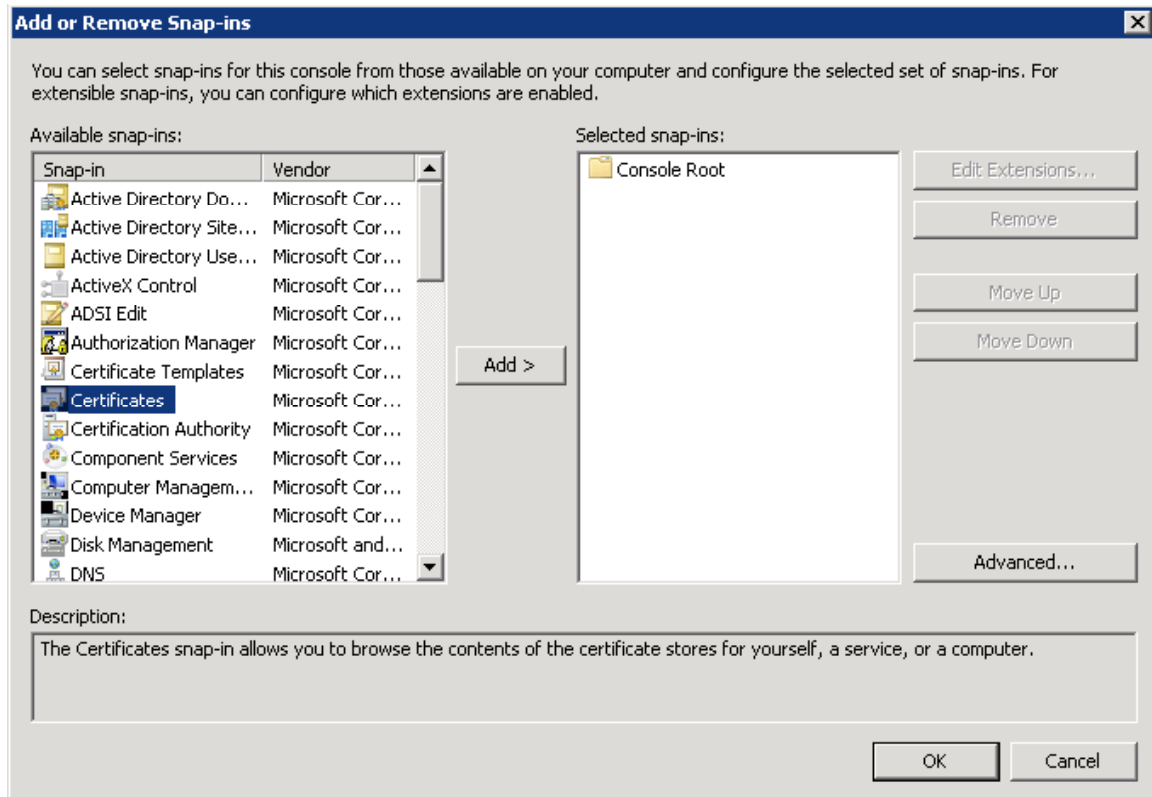 Add or Remove Snap-ins
You can select snap-ins for this console from those available on your computer and configure the selected set of snap-ins. For
extensible snap-ins, you can configure which extensions are enabled.
Available snap-ins:
Selected snap-ins:
Snap-in Vendor
Active Directory Do... Microsoft Cor...
Active Directory Site... Microsoft Cor...
Active Directory Use... Microsoft Cor...
ActiveX Control Microsoft Cor...
ADSI Edit Microsoft Cor...
Authorization Manager Microsoft Cor...
Certificate Templates Microsoft Cor...
Certificates Microsoft Cor...
Certification Authority Microsoft Cor...
Component Services Microsoft Cor...
Computer Managem... Microsoft Cor...
Device Manager Microsoft Cor...
Disk Management Microsoft and...
DNS Microsoft Cor...
Add >
Console Root
Edit Extensions...
Remove
Move Up
Move Down
Advanced...
Description:
The Certificates snap-in allows you to browse the contents of the certificate stores for yourself, a service, or a computer.
OK Cancel